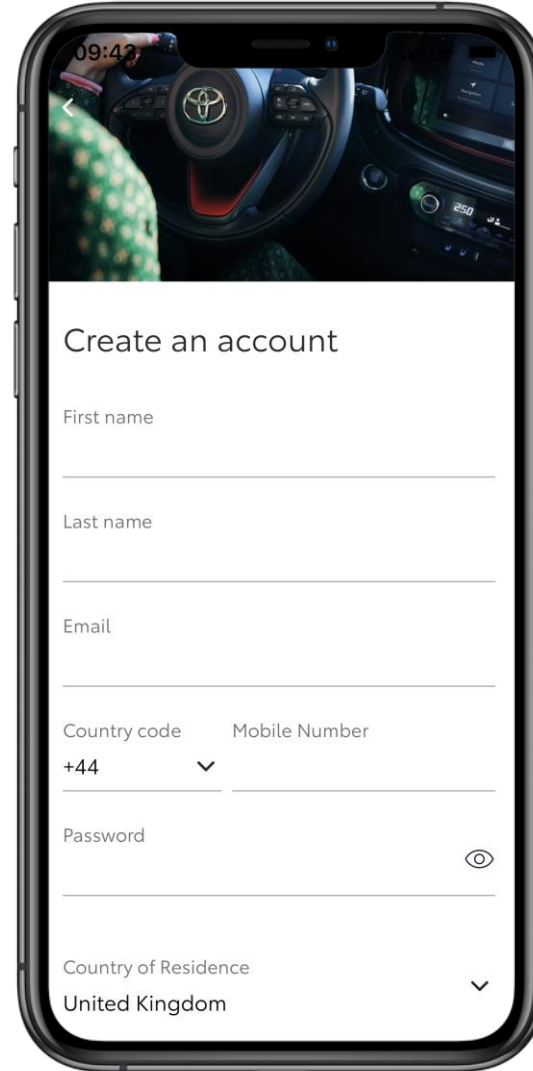 09:43
Create an account
First name
Last name
Email
Country code Mobile Number
+44
Password
Country of Residence
United Kingdom